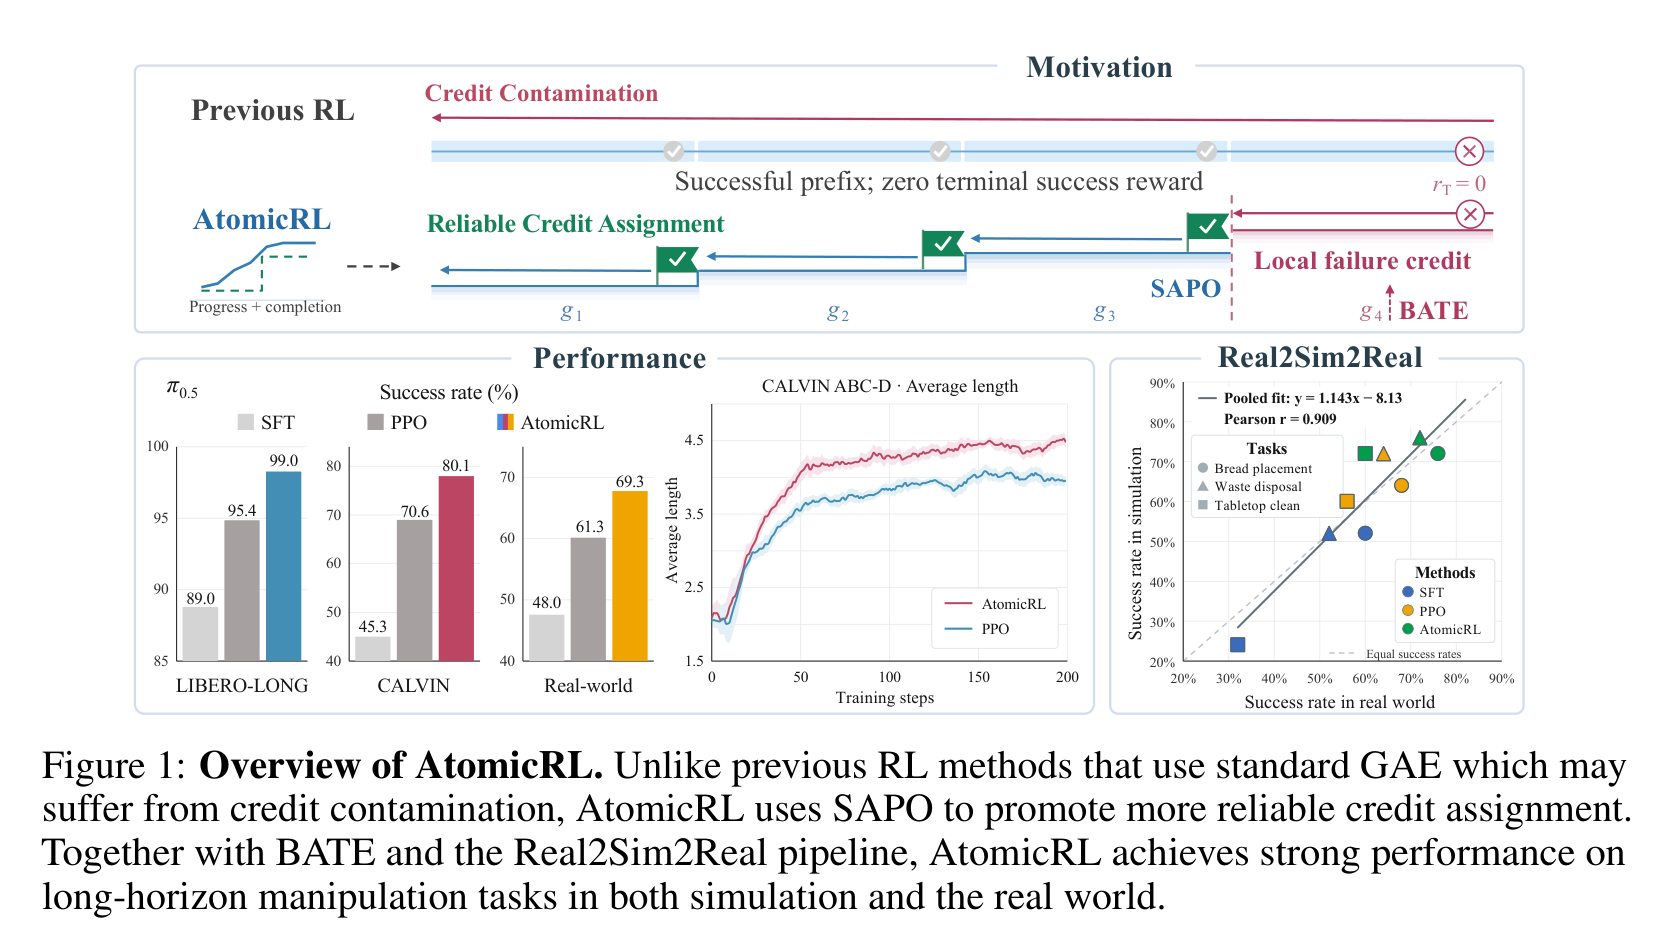 Motivation
Previous RL
Credit Contamination
Successful prefix; zero terminal success reward
r_T = 0
AtomicRL
Reliable Credit Assignment
Progress + completion
SAPO
Local failure credit
g_1
g_2
g_3
g_4
BATE
Performance
π_0.5
Success rate (%)
SFT
PPO
AtomicRL
100
95
90
85
89.0
95.4
99.0
LIBERO-LONG
80
70
60
50
40
45.3
70.6
80.1
CALVIN
70
60
50
40
48.0
61.3
69.3
Real-world
CALVIN ABC-D · Average length
Average length
4.5
3.5
2.5
1.5
AtomicRL
PPO
0
50
100
150
200
Training steps
Real2Sim2Real
Success rate in simulation
90%
80%
70%
60%
50%
40%
30%
20%
Pooled fit: y = 1.143x − 8.13
Pearson r = 0.909
Tasks
Bread placement
Waste disposal
Tabletop clean
Methods
SFT
PPO
AtomicRL
Equal success rates
20%
30%
40%
50%
60%
70%
80%
90%
Success rate in real world
Figure 1: Overview of AtomicRL. Unlike previous RL methods that use standard GAE which may
suffer from credit contamination, AtomicRL uses SAPO to promote more reliable credit assignment.
Together with BATE and the Real2Sim2Real pipeline, AtomicRL achieves strong performance on
long-horizon manipulation tasks in both simulation and the real world.